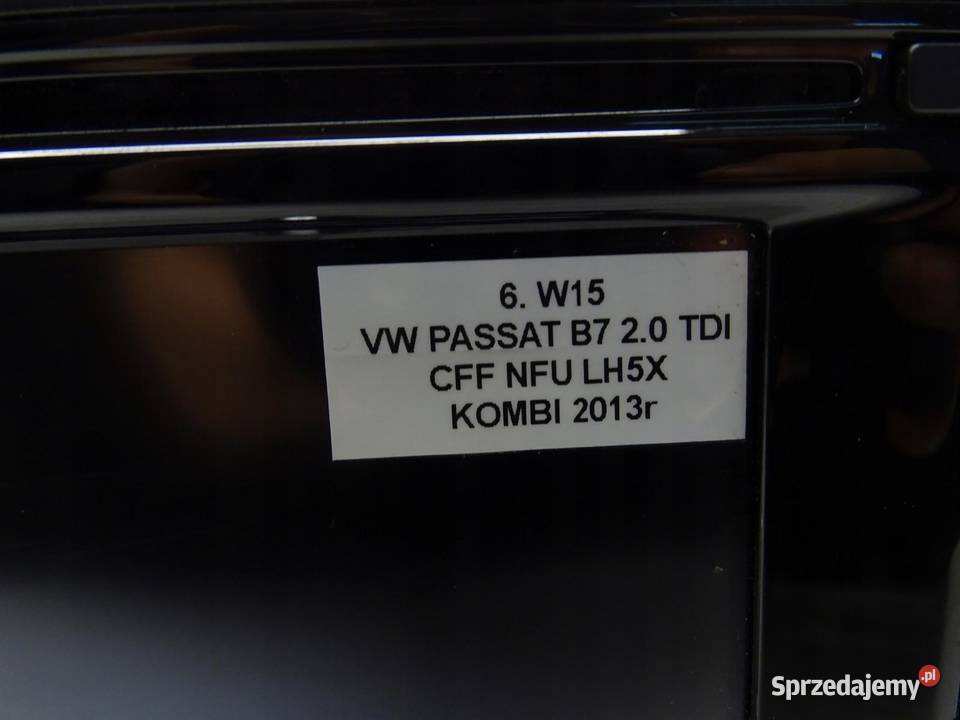 6. W15
VW PASSAT B7 2.0 TDI
CFF NFU LH5X
KOMBI 2013r
Sprzedajemy.pl